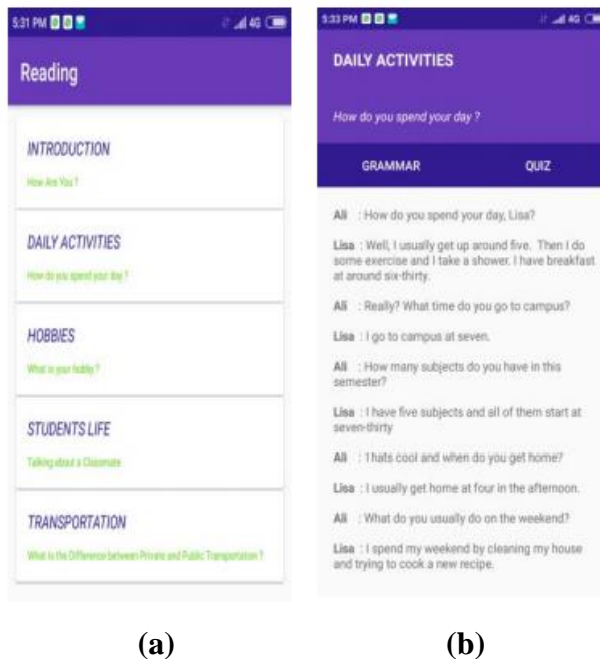 5:31 PM 4G
Reading
INTRODUCTION
How Are You ?
DAILY ACTIVITIES
How do you spend your day ?
HOBBIES
What is your hobby ?
STUDENTS LIFE
Talking about a Classmate
TRANSPORTATION
What is the Difference between Private and Public Transportation ?
(a)
5:33 PM 4G
DAILY ACTIVITIES
How do you spend your day ?
GRAMMAR QUIZ
Ali : How do you spend your day, Lisa?
Lisa : Well, I usually get up around five. Then I do
some exercise and I take a shower. I have breakfast
at around six-thirty.
Ali : Really? What time do you go to campus?
Lisa : I go to campus at seven.
Ali : How many subjects do you have in this
semester?
Lisa : I have five subjects and all of them start at
seven-thirty
Ali : Thats cool and when do you get home?
Lisa : I usually get home at four in the afternoon.
Ali : What do you usually do on the weekend?
Lisa : I spend my weekend by cleaning my house
and trying to cook a new recipe.
(b)